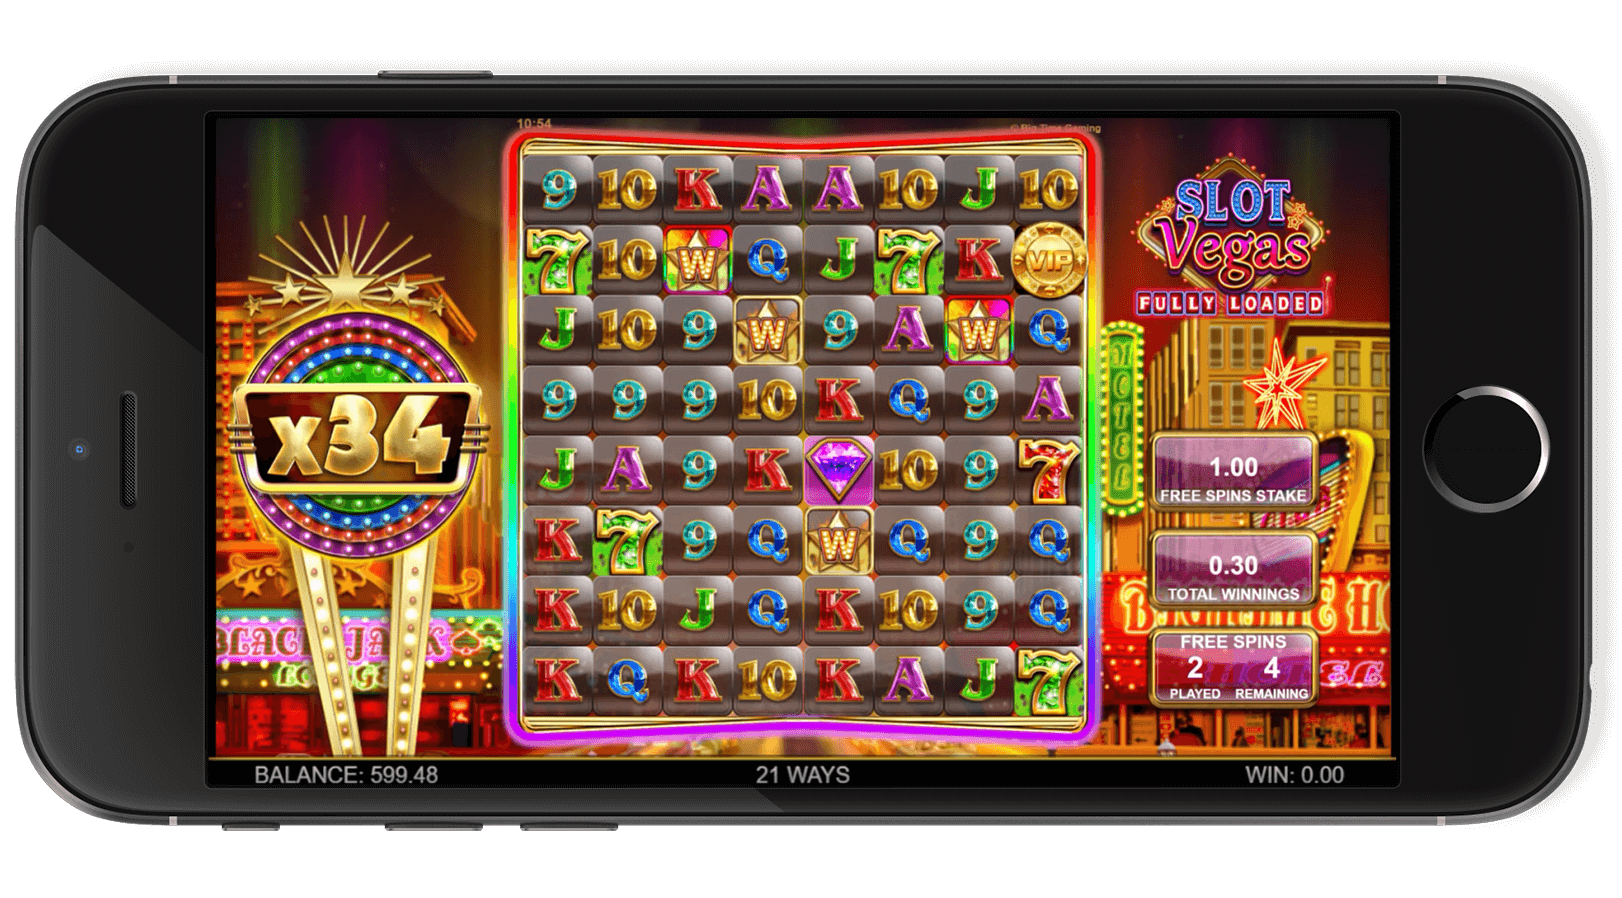 10:54
© Big Time Gaming
SLOT
Vegas
FULLY LOADED
x34
9 10 K A A 10 J 10
7 10 W Q J 7 K VIP
J 10 9 W 9 A W Q
9 9 9 10 K Q 9 A
J A 9 K 10 9 7
K 7 9 Q W Q 9 Q
K 10 J Q K 10 9 Q
K Q K 10 K A J 7
MOTEL
1.00
FREE SPINS STAKE
0.30
TOTAL WINNINGS
FREE SPINS
2 4
PLAYED REMAINING
BLACK JACK
LOUNGE
BALANCE: 599.48
21 WAYS
WIN: 0.00